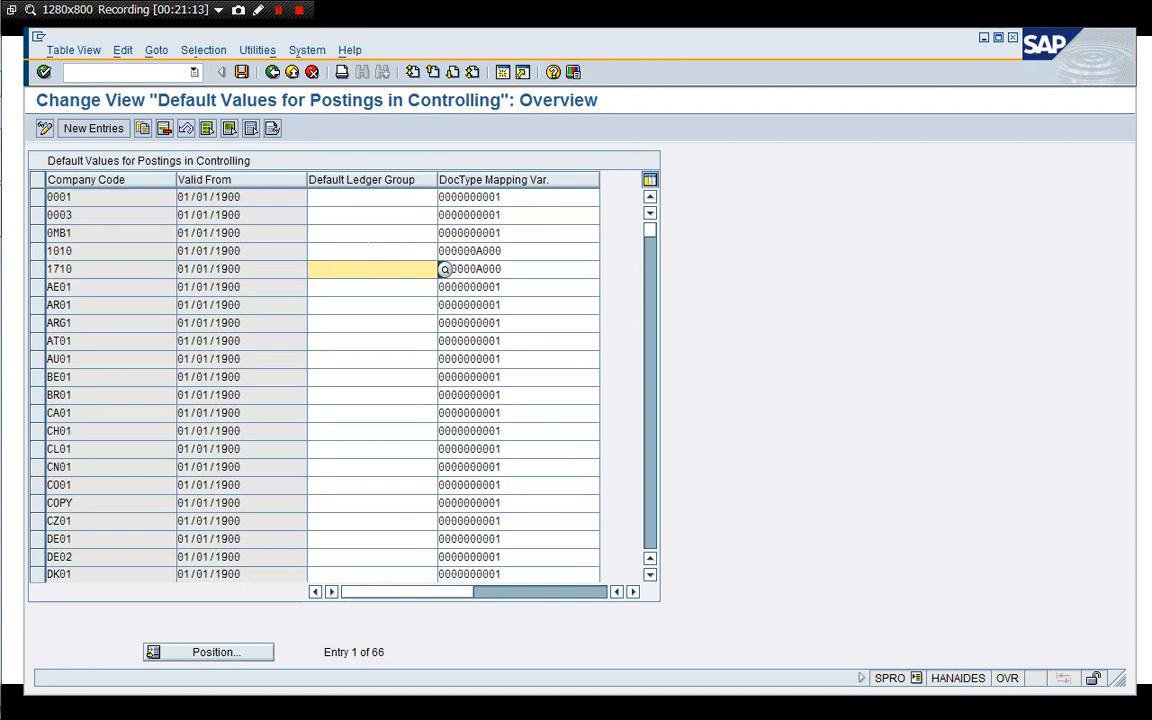 1280x800 Recording [00:21:13]
Table View Edit Goto Selection Utilities System Help
SAP
Change View "Default Values for Postings in Controlling": Overview
New Entries
Default Values for Postings in Controlling
Company Code Valid From Default Ledger Group DocType Mapping Var.
0001 01/01/1900 0000000001
0003 01/01/1900 0000000001
0MB1 01/01/1900 0000000001
1010 01/01/1900 000000A000
1710 01/01/1900 0000A000
AE01 01/01/1900 0000000001
AR01 01/01/1900 0000000001
ARG1 01/01/1900 0000000001
AT01 01/01/1900 0000000001
AU01 01/01/1900 0000000001
BE01 01/01/1900 0000000001
BR01 01/01/1900 0000000001
CA01 01/01/1900 0000000001
CH01 01/01/1900 0000000001
CL01 01/01/1900 0000000001
CN01 01/01/1900 0000000001
CO01 01/01/1900 0000000001
COPY 01/01/1900 0000000001
CZ01 01/01/1900 0000000001
DE01 01/01/1900 0000000001
DE02 01/01/1900 0000000001
DK01 01/01/1900 0000000001
Position... Entry 1 of 66
SPRO HANAIDES OVR